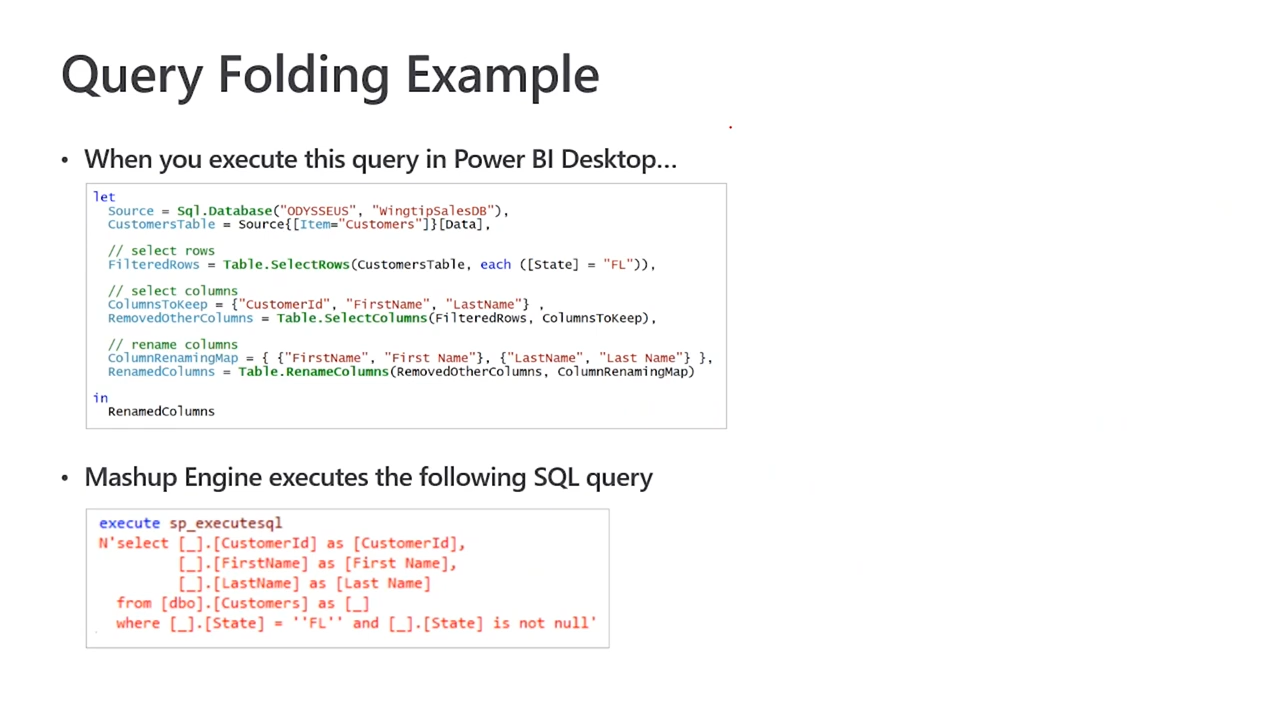 Query Folding Example
• When you execute this query in Power BI Desktop...
let
Source = Sql.Database("ODYSSEUS", "WingtipSalesDB"),
CustomersTable = Source{[Item="Customers"]}[Data],
// select rows
FilteredRows = Table.SelectRows(CustomersTable, each ([State] = "FL")),
// select columns
ColumnsToKeep = {"CustomerId", "FirstName", "LastName"} ,
RemovedOtherColumns = Table.SelectColumns(FilteredRows, ColumnsToKeep),
// rename columns
ColumnRenamingMap = { {"FirstName", "First Name"}, {"LastName", "Last Name"} },
RenamedColumns = Table.RenameColumns(RemovedOtherColumns, ColumnRenamingMap)
in
RenamedColumns
• Mashup Engine executes the following SQL query
execute sp_executesql
N'select [_].[CustomerId] as [CustomerId],
[_].[FirstName] as [First Name],
[_].[LastName] as [Last Name]
from [dbo].[Customers] as [_]
where [_].[State] = ''FL'' and [_].[State] is not null'